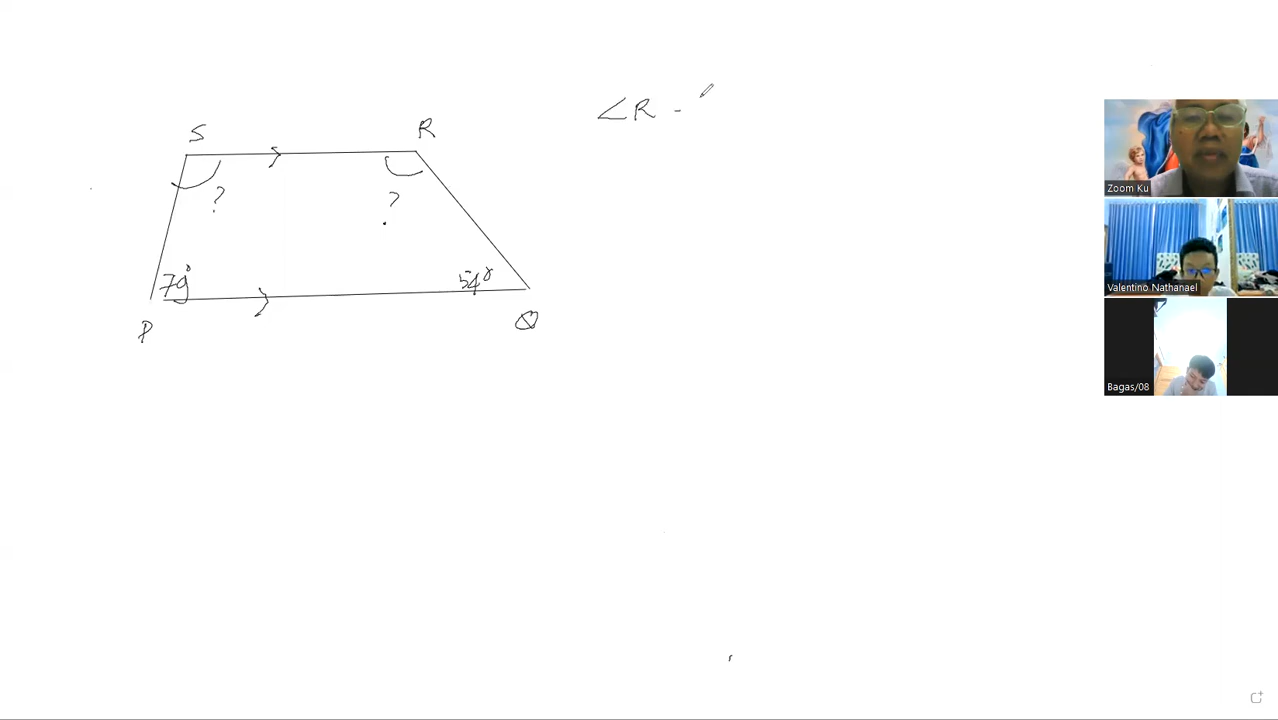 ∠R -
S
R
?
?
79°
54°
P
Q
Zoom Ku
Valentino Nathanael
Bagas/08